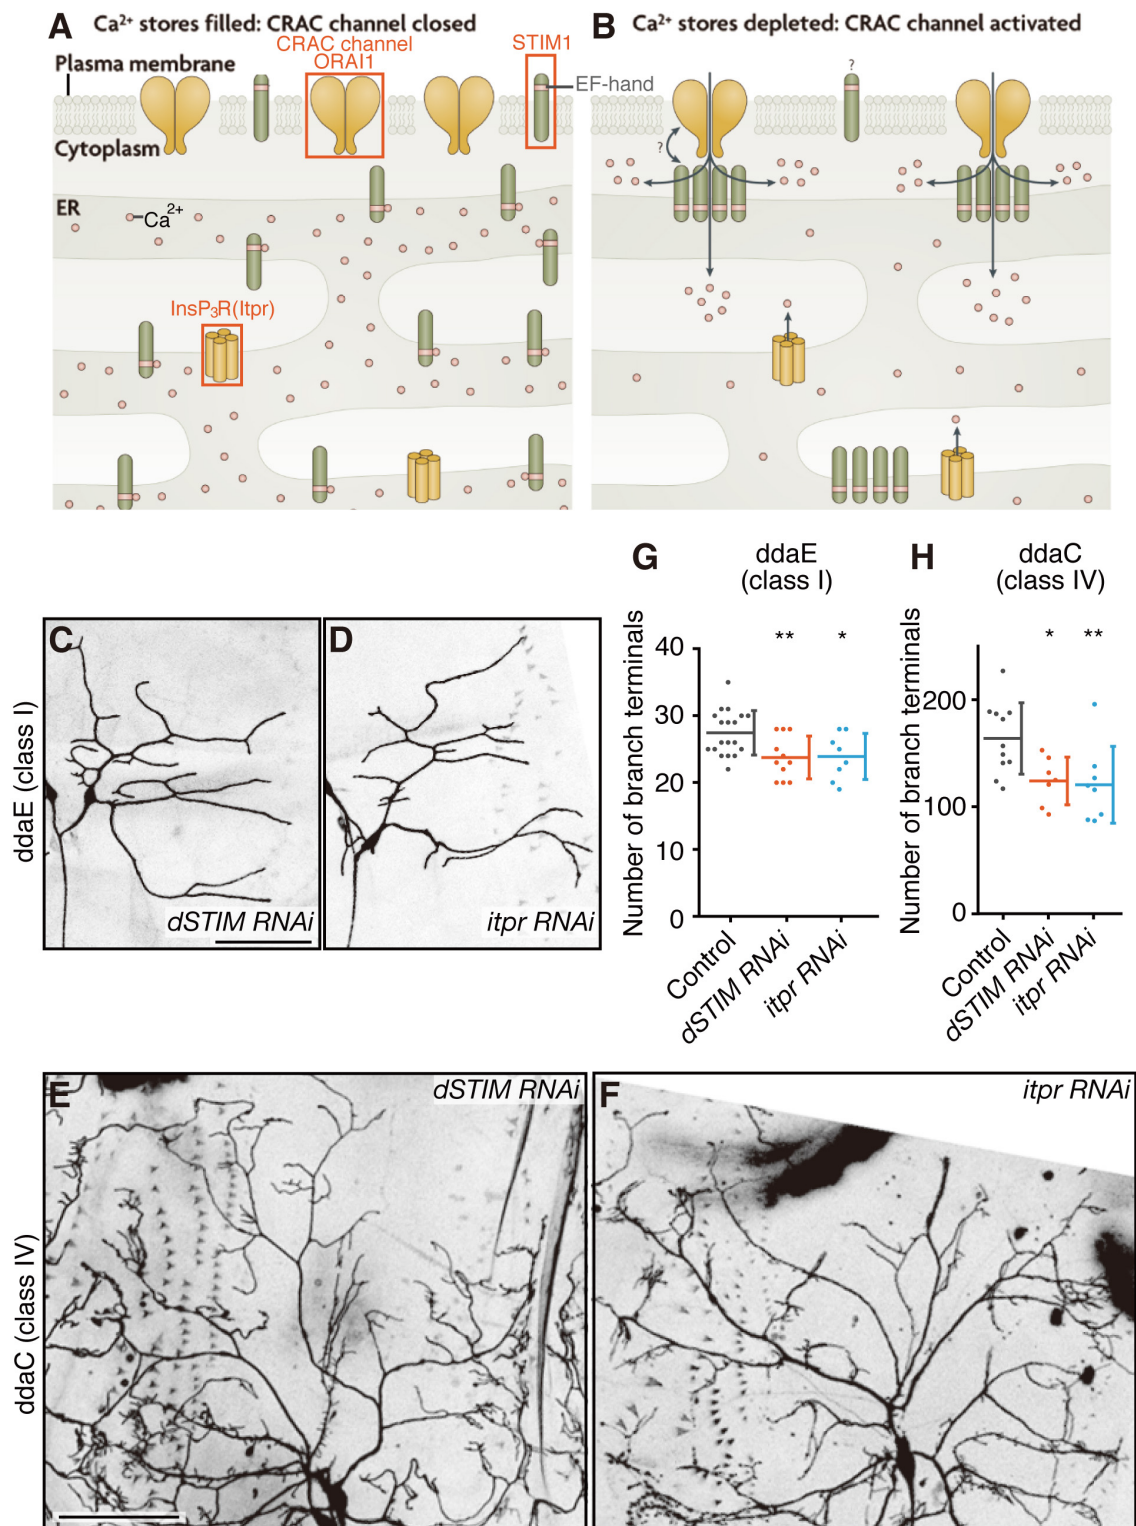 A
Ca²⁺ stores filled: CRAC channel closed
CRAC channel
ORAI1
STIM1
Plasma membrane
EF-hand
Cytoplasm
ER
Ca²⁺
InsP₃R(Itpr)
B
Ca²⁺ stores depleted: CRAC channel activated
?
?
C
D
ddaE (class I)
dSTIM RNAi
itpr RNAi
G
ddaE
(class I)
Number of branch terminals
40
30
20
10
0
**
*
Control
dSTIM RNAi
itpr RNAi
H
ddaC
(class IV)
Number of branch terminals
200
100
0
*
**
Control
dSTIM RNAi
itpr RNAi
E
dSTIM RNAi
F
itpr RNAi
ddaC (class IV)